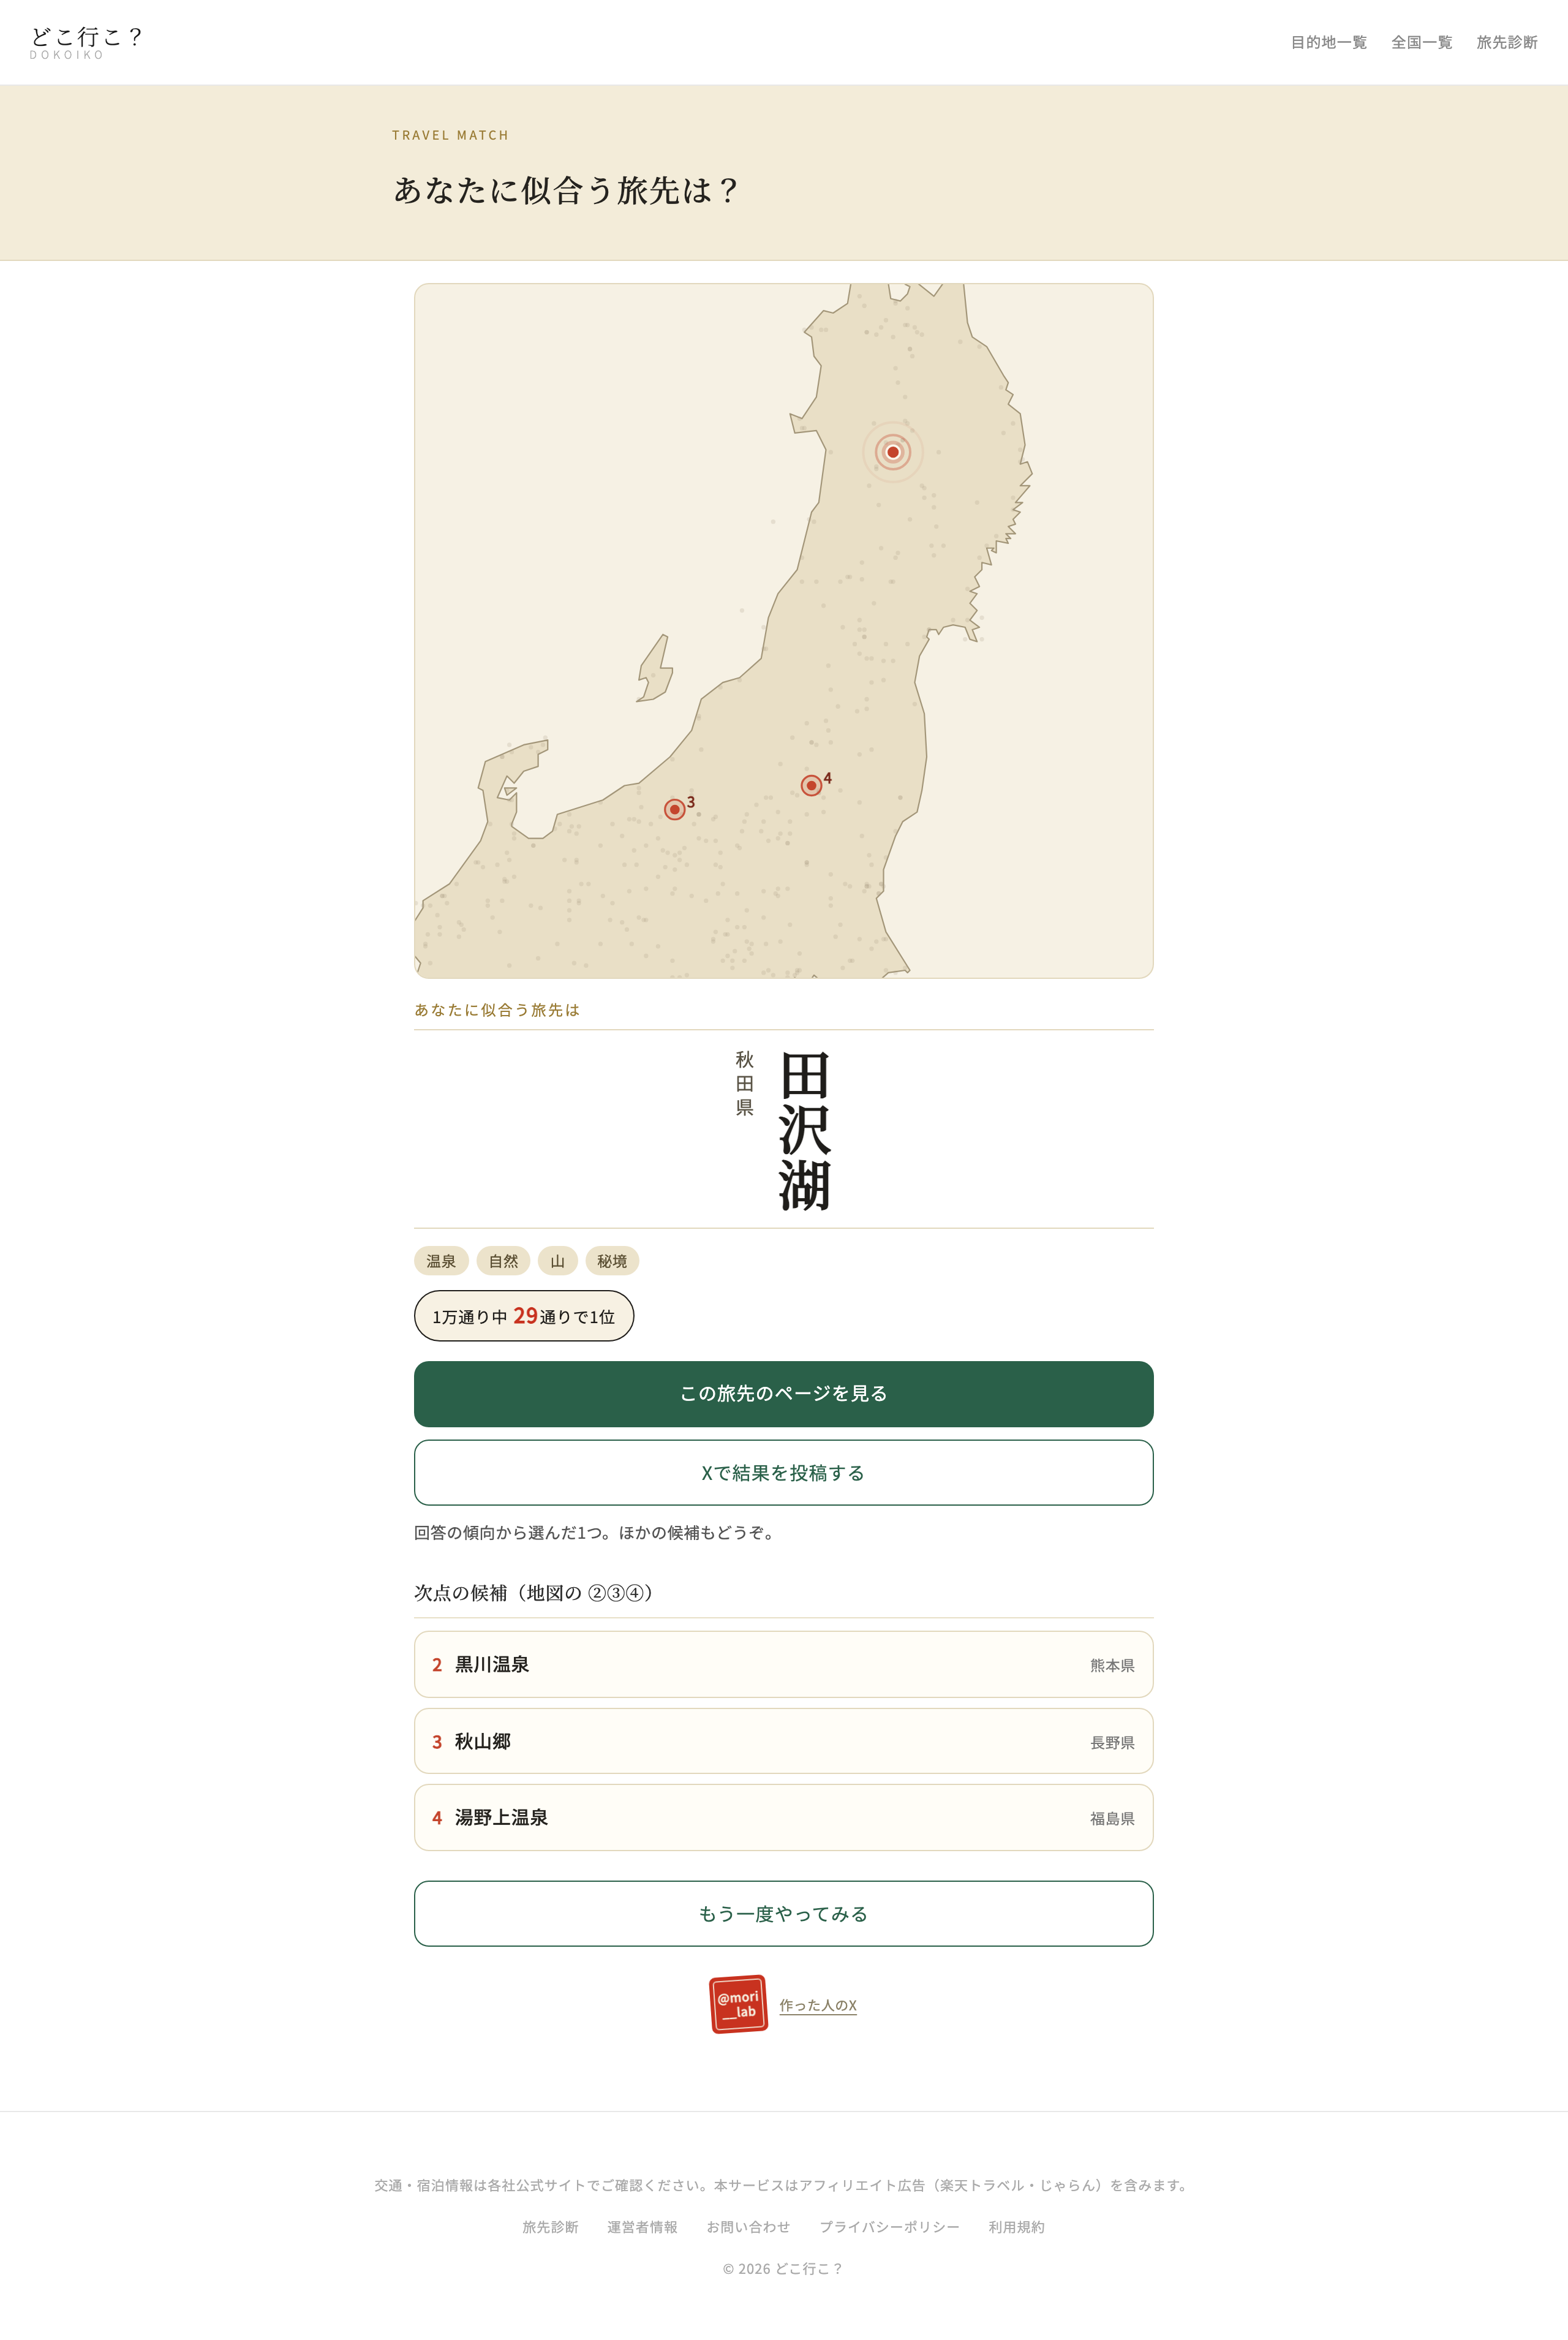 どこ行こ？
DOKOIKO
目的地一覧 全国一覧 旅先診断
TRAVEL MATCH
あなたに似合う旅先は？
4
3
あなたに似合う旅先は
田沢湖
秋田県
温泉 自然 山 秘境
1万通り中 29通りで1位
この旅先のページを見る
Xで結果を投稿する
回答の傾向から選んだ1つ。ほかの候補もどうぞ。
次点の候補（地図の ②③④）
2 黒川温泉 熊本県
3 秋山郷 長野県
4 湯野上温泉 福島県
もう一度やってみる
@mori
__lab
作った人のX
交通・宿泊情報は各社公式サイトでご確認ください。本サービスはアフィリエイト広告（楽天トラベル・じゃらん）を含みます。
旅先診断 運営者情報 お問い合わせ プライバシーポリシー 利用規約
© 2026 どこ行こ？